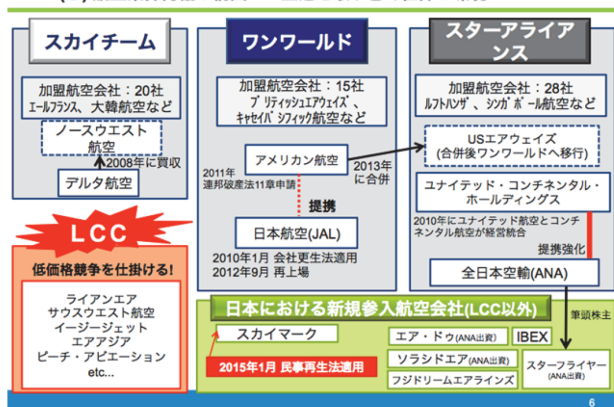 スカイチーム
加盟航空会社：20社
エールフランス、大韓航空など
ノースウエスト
航空
2008年に買収
デルタ航空
ワンワールド
加盟航空会社：15社
ブリティッシュエアウェイズ、
キャセイパシフィック航空など
アメリカン航空
2011年
連邦破産法11章申請
2013年
に合併
提携
日本航空(JAL)
2010年1月 会社更生法適用
2012年9月 再上場
スターアライア
ンス
加盟航空会社：28社
ルフトハンザ、シンガポール航空など
USエアウェイズ
(合併後ワンワールドへ移行)
ユナイテッド・コンチネンタル・
ホールディングス
2010年にユナイテッド航空とコンチ
ネンタル航空が経営統合
提携強化
全日本空輸(ANA)
LCC
低価格競争を仕掛ける!
ライアンエア
サウスウエスト航空
イージージェット
エアアジア
ピーチ・アビエーション
etc...
日本における新規参入航空会社(LCC以外)
筆頭株主
スカイマーク
2015年1月 民事再生法適用
エア・ドゥ(ANA出資)
IBEX
ソラシドエア(ANA出資)
フジドリームエアラインズ
スターフライヤー
(ANA出資)
6